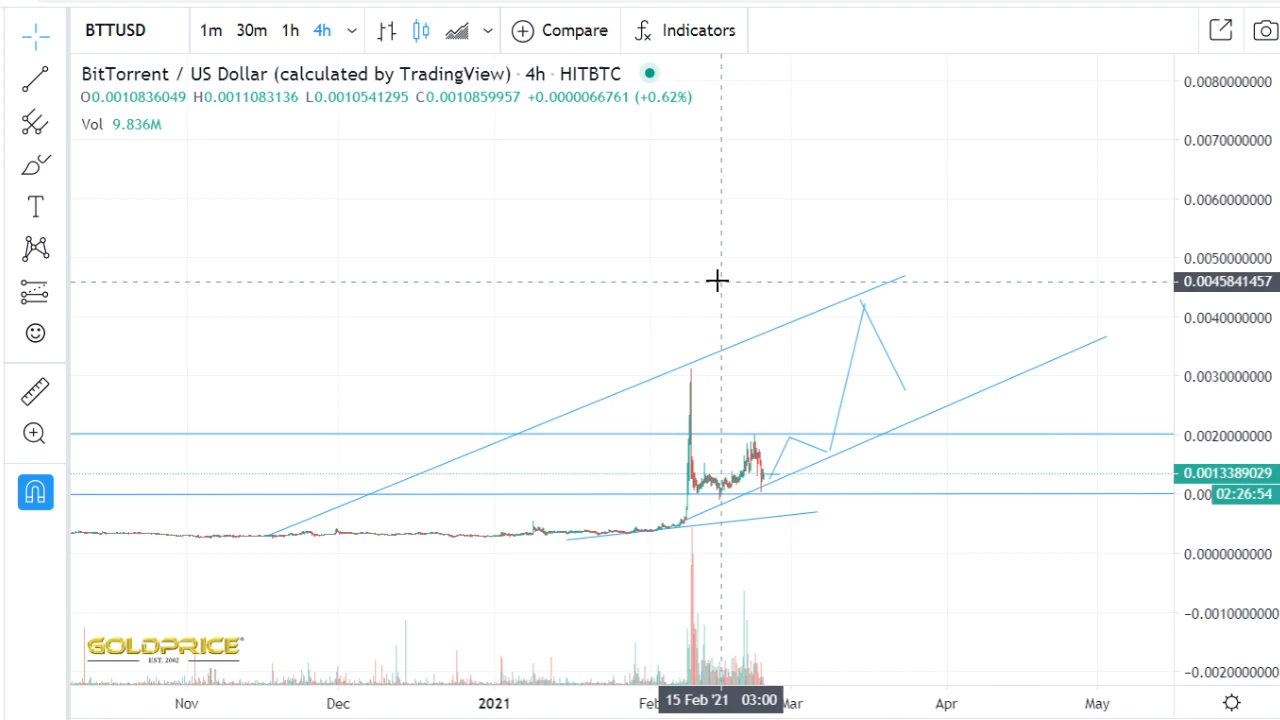 BTTUSD 1m 30m 1h 4h Compare Indicators
BitTorrent / US Dollar (calculated by TradingView) · 4h · HITBTC
O0.0010836049 H0.0011083136 L0.0010541295 C0.0010859957 +0.0000066761 (+0.62%)
Vol 9.836M
0.0080000000
0.0070000000
0.0060000000
0.0050000000
0.0045841457
0.0040000000
0.0030000000
0.0020000000
0.0013389029
0.00
02:26:54
0.0000000000
-0.0010000000
-0.0020000000
GOLDPRICE
EST. 2002
Nov Dec 2021 Feb 15 Feb '21 03:00 Mar Apr May